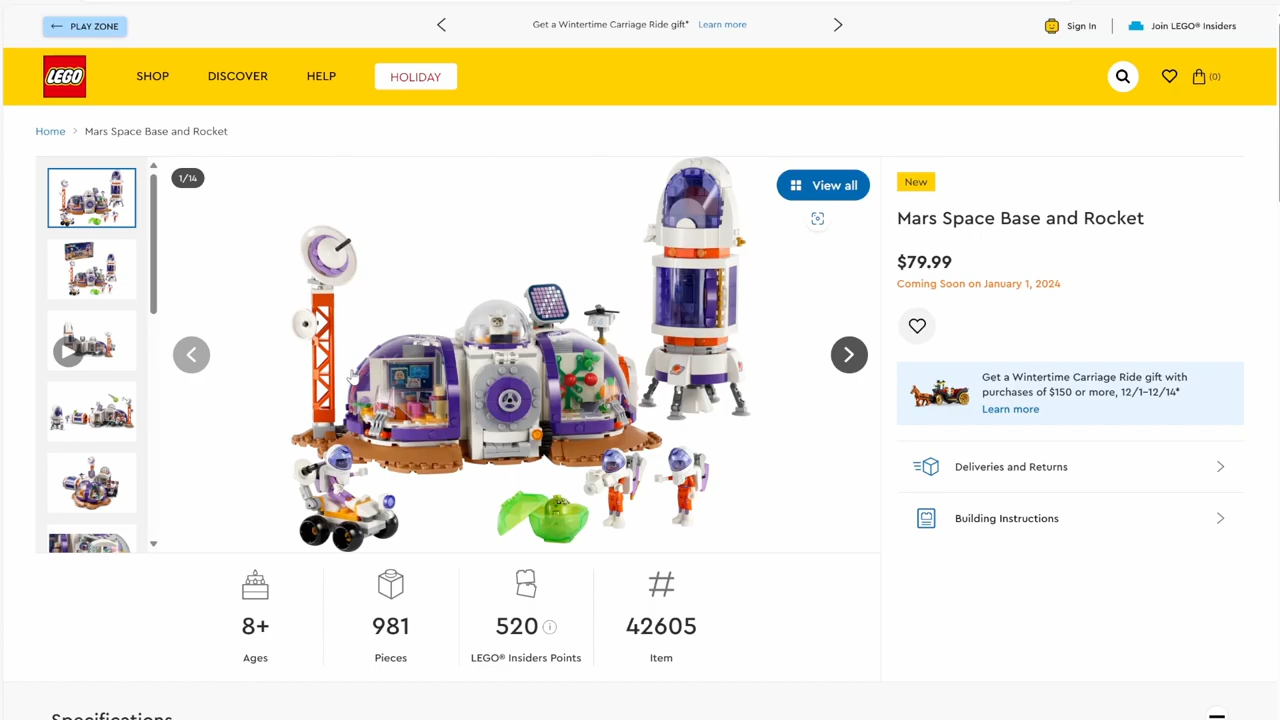 ← PLAY ZONE
Get a Wintertime Carriage Ride gift* Learn more
Sign In
Join LEGO® Insiders
LEGO
SHOP
DISCOVER
HELP
HOLIDAY
(0)
Home > Mars Space Base and Rocket
1/14
View all
New
Mars Space Base and Rocket
$79.99
Coming Soon on January 1, 2024
Get a Wintertime Carriage Ride gift with
purchases of $150 or more, 12/1–12/14*
Learn more
Deliveries and Returns
Building Instructions
8+
Ages
981
Pieces
520
LEGO® Insiders Points
42605
Item
Specifications